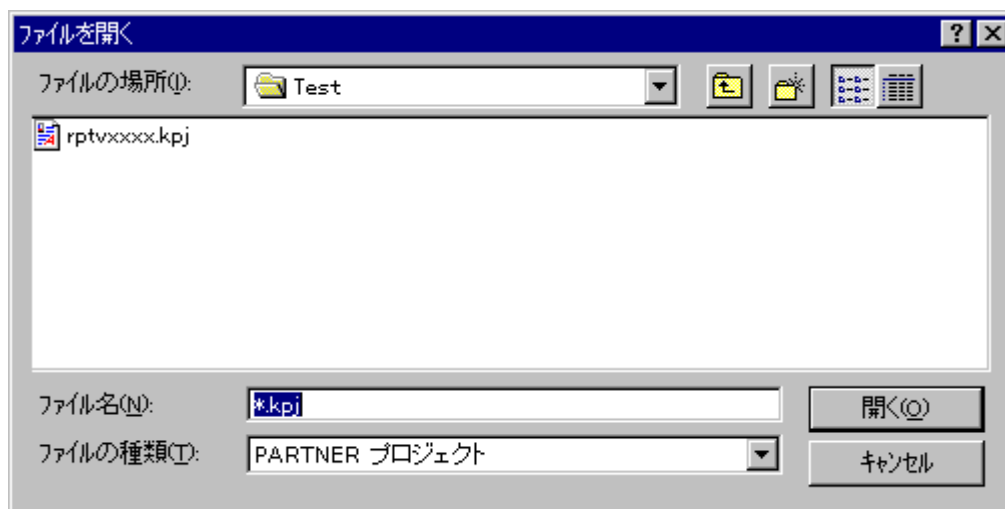 ファイルを開く
ファイルの場所(I): Test
rptvxxxx.kpj
ファイル名(N): *.kpj 開く(O)
ファイルの種類(T): PARTNER プロジェクト キャンセル